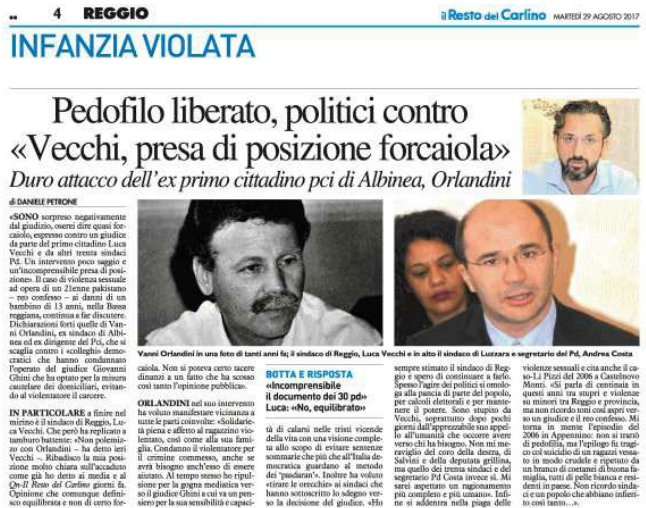 4 REGGIO
il Resto del Carlino MARTEDÌ 29 AGOSTO 2017
INFANZIA VIOLATA
Pedofilo liberato, politici contro
«Vecchi, presa di posizione forcaiola»
Duro attacco dell'ex primo cittadino pci di Albinea, Orlandini
di DANIELE PETRONE
«SONO sorpreso negativamente
dal giudizio, oserei dire quasi for-
caiolo, espresso contro un giudice
da parte del primo cittadino Luca
Vecchi e da altri trenta sindaci
Pd. Un intervento poco saggio e
un'incomprensibile presa di posi-
zione». Il caso di violenza sessuale
ad opera di un 21enne pakistano
– reo confesso – ai danni di un
bambino di 13 anni, nella Bassa
reggiana, continua a far discutere.
Dichiarazioni forti quelle di Van-
ni Orlandini, ex sindaco di Albi-
nea ed ex dirigente del Pci, che si
scaglia contro i «colleghi» demo-
cratici che hanno condannato
l'operato del giudice Giovanni
Ghini che ha optato per la misura
cautelare dei domiciliari, evitan-
do al violentatore il carcere.
IN PARTICOLARE a finire nel
mirino è il sindaco di Reggio, Lu-
ca Vecchi. Che però ha replicato a
tamburo battente: «Non polemiz-
zo con Orlandini – ha detto ieri
Vecchi –. Ribadisco la mia posi-
zione molto chiara sull'accaduto
come già ho detto ai media e al
Qn-Il Resto del Carlino giorni fa.
Opinione che comunque defini-
sco equilibrata e non di certo for-
Vanni Orlandini in una foto di tanti anni fa; il sindaco di Reggio, Luca Vecchi e in alto il sindaco di Luzzara e segretario del Pd, Andrea Costa
caiola. Non si poteva certo tacere
dinanzi a un fatto che ha scosso
così tanto l'opinione pubblica».
ORLANDINI nel suo intervento
ha voluto manifestare vicinanza a
tutte le parti coinvolte: «Solidarie-
tà piena e affetto al ragazzino vio-
lentato, così come alla sua fami-
glia. Condanno il violentatore per
il crimine commesso, anche se
avrà bisogno anch'esso di essere
aiutato. Al tempo stesso ho ripul-
sione per la gogna mediatica ver-
so il giudice Ghini a cui va un pen-
siero per la sua sensibilità e capaci-
BOTTA E RISPOSTA
«Incomprensibile
il documento dei 30 pd»
Luca: «No, equilibrato»
tà di calarsi nelle tristi vicende
della vita con una visione comple-
ta allo scopo di evitare sentenze
sommarie che più che all'Italia de-
mocratica guardano al metodo
dei 'pasdaran'». Inoltre ha voluto
«tirare le orecchie» ai sindaci che
hanno sottoscritto lo sdegno ver-
so la decisione del giudice. «Ho
sempre stimato il sindaco di Reg-
gio e spero di continuare a farlo.
Spesso l'agire dei politici si omolo-
ga alla pancia di parte del popolo,
per calcoli elettorali e per mante-
nere il potere. Sono stupito da
Vecchi, soprattutto dopo pochi
giorni dall'apprezzabile suo appel-
lo all'umanità che occorre avere
verso chi ha bisogno. Non mi me-
raviglio del coro della destra, di
Salvini e della deputata grillina,
ma quello dei trenta sindaci e del
segretario Pd Costa invece sì. Mi
sarei aspettato un ragionamento
più complesso e più umano». Infi-
ne si addentra nella piaga delle
violenze sessuali e cita anche il ca-
so-Li Pizzi del 2006 a Castelnovo
Monti. «Si parla di centinaia in
questi anni tra stupri e violenze
su minori tra Reggio e provincia,
ma non ricordo toni così aspri ver-
so un giudice e il reo confesso. Mi
torna in mente l'episodio del
2006 in Appennino: non si trattò
di pedofilia, ma l'epilogo fu tragi-
co col suicidio di un ragazzi vessa-
to in modo crudele e ripetuto da
un branco di coetanei di buona fa-
miglia, tutti di pelle bianca e resi-
denti in paese. Non ricordo sinda-
ci e un popolo che abbiano infieri-
to così tanto...».